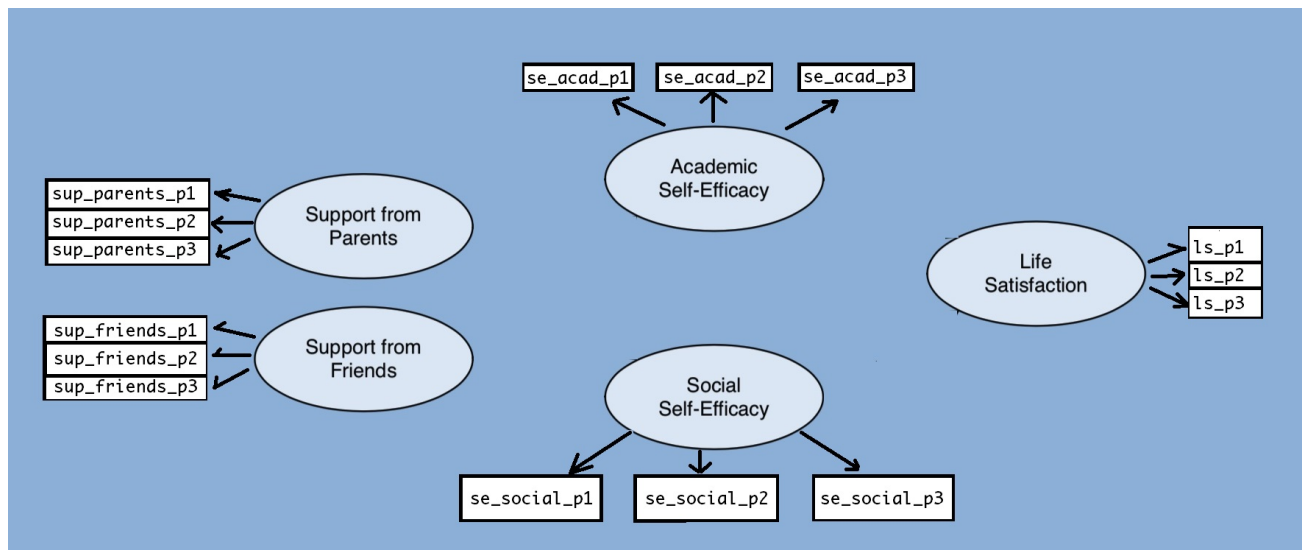 se_acad_p1
se_acad_p2
se_acad_p3
Academic
Self-Efficacy
sup_parents_p1
sup_parents_p2
sup_parents_p3
Support from
Parents
Life
Satisfaction
ls_p1
ls_p2
ls_p3
sup_friends_p1
sup_friends_p2
sup_friends_p3
Support from
Friends
Social
Self-Efficacy
se_social_p1
se_social_p2
se_social_p3